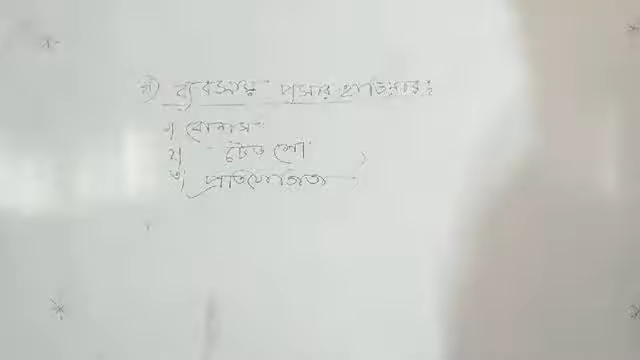 গ) ব্যবসায় প্রসার হাতিয়ারঃ
১) বোনাস
২) ট্রেড শো
৩) প্রতিযোগিতা